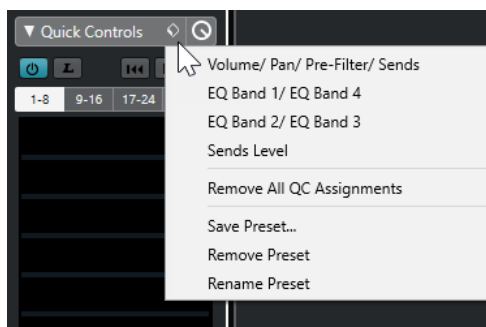 ▼ Quick Controls
L
1-8 9-16 17-24
Volume/ Pan/ Pre-Filter/ Sends
EQ Band 1/ EQ Band 4
EQ Band 2/ EQ Band 3
Sends Level
Remove All QC Assignments
Save Preset...
Remove Preset
Rename Preset